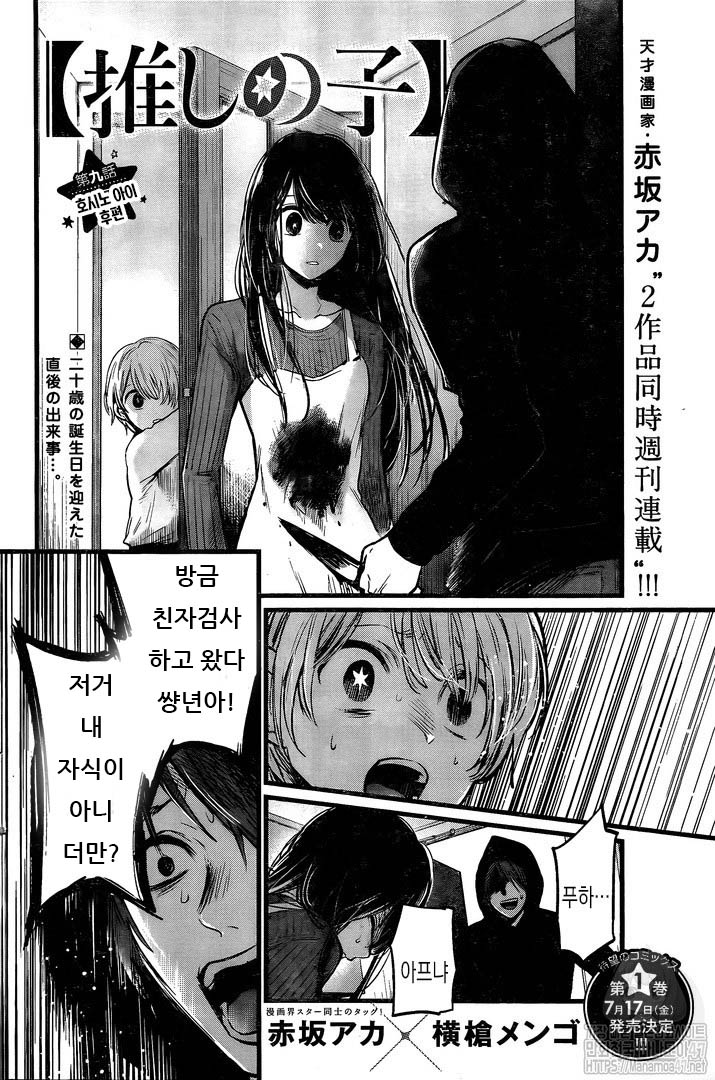 【推しの子】
第九話
호시노 아이
후편
天才漫画家・赤坂アカ〝2作品同時週刊連載〟!!!
二十歳の誕生日を迎えた
直後の出来事…。
방금
친자검사
하고 왔다
썅년아!
저거
내
자식이
아니
더만?
푸하…
아프냐
待望のコミックス
第1巻
7月17日(金)
発売決定
!!!
漫画界スター同士のタッグ!
赤坂アカ×横槍メンゴ
HTTPS://MANAMOA47.NET